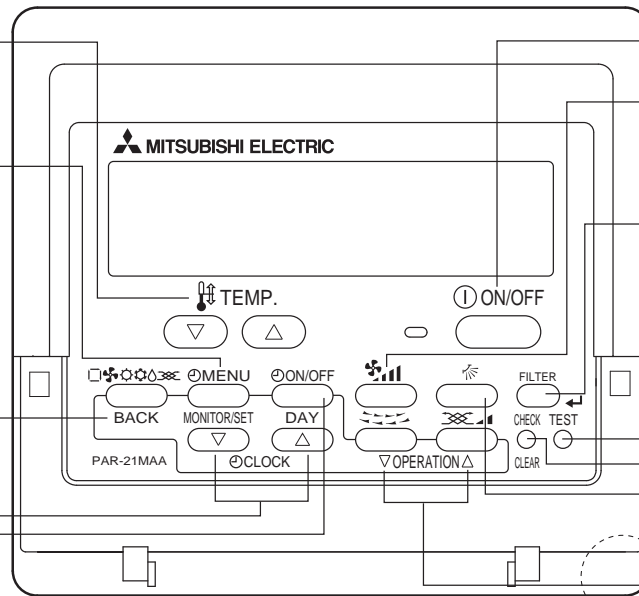 MITSUBISHI ELECTRIC
TEMP.
ON/OFF
MENU
ON/OFF
FILTER
BACK
MONITOR/SET
DAY
CHECK
TEST
PAR-21MAA
CLOCK
OPERATION
CLEAR